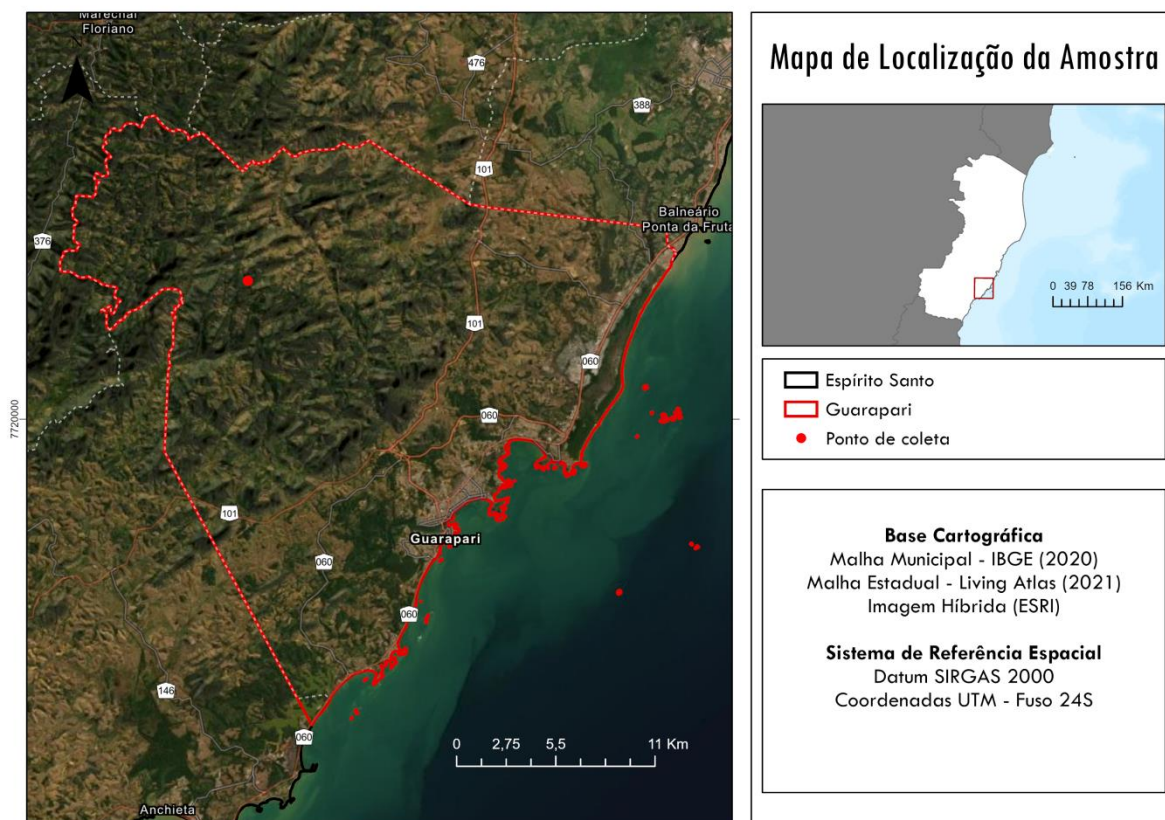 Marechal
Floriano
476
388
101
Balneário
Ponta da Fruta
376
101
060
7720000
060
101
Guarapari
060
060
146
060
0 2,75 5,5 11 Km
Anchieta
Mapa de Localização da Amostra
0 39 78 156 Km
Espírito Santo
Guarapari
Ponto de coleta
Base Cartográfica
Malha Municipal - IBGE (2020)
Malha Estadual - Living Atlas (2021)
Imagem Híbrida (ESRI)
Sistema de Referência Espacial
Datum SIRGAS 2000
Coordenadas UTM - Fuso 24S